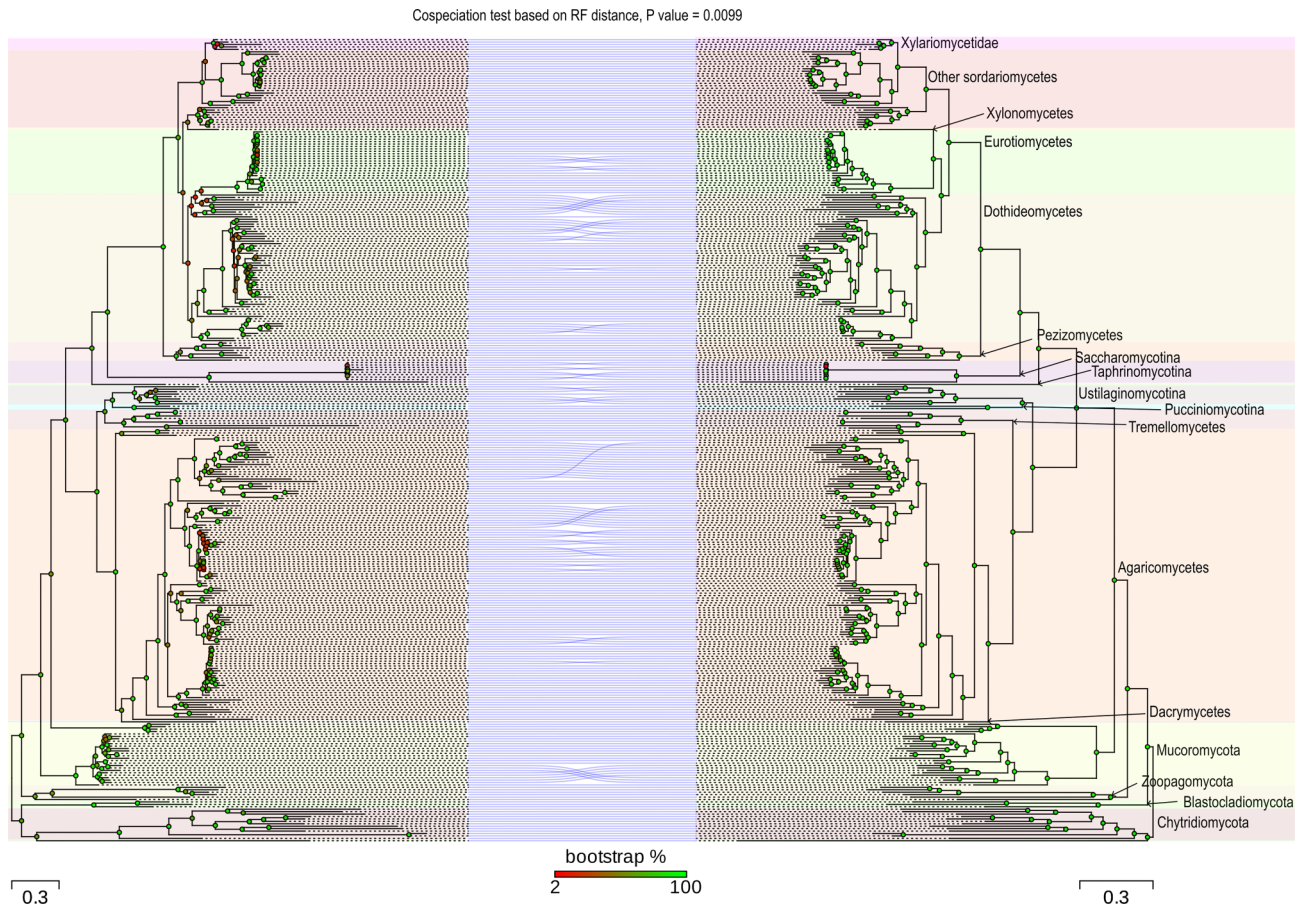 Cospeciation test based on RF distance, P value = 0.0099
Xylariomycetidae
Other sordariomycetes
Xylonomycetes
Eurotiomycetes
Dothideomycetes
Pezizomycetes
Saccharomycotina
Taphrinomycotina
Ustilaginomycotina
Pucciniomycotina
Tremellomycetes
Agaricomycetes
Dacrymycetes
Mucoromycota
Zoopagomycota
Blastocladiomycota
Chytridiomycota
bootstrap %
2 100
0.3 0.3